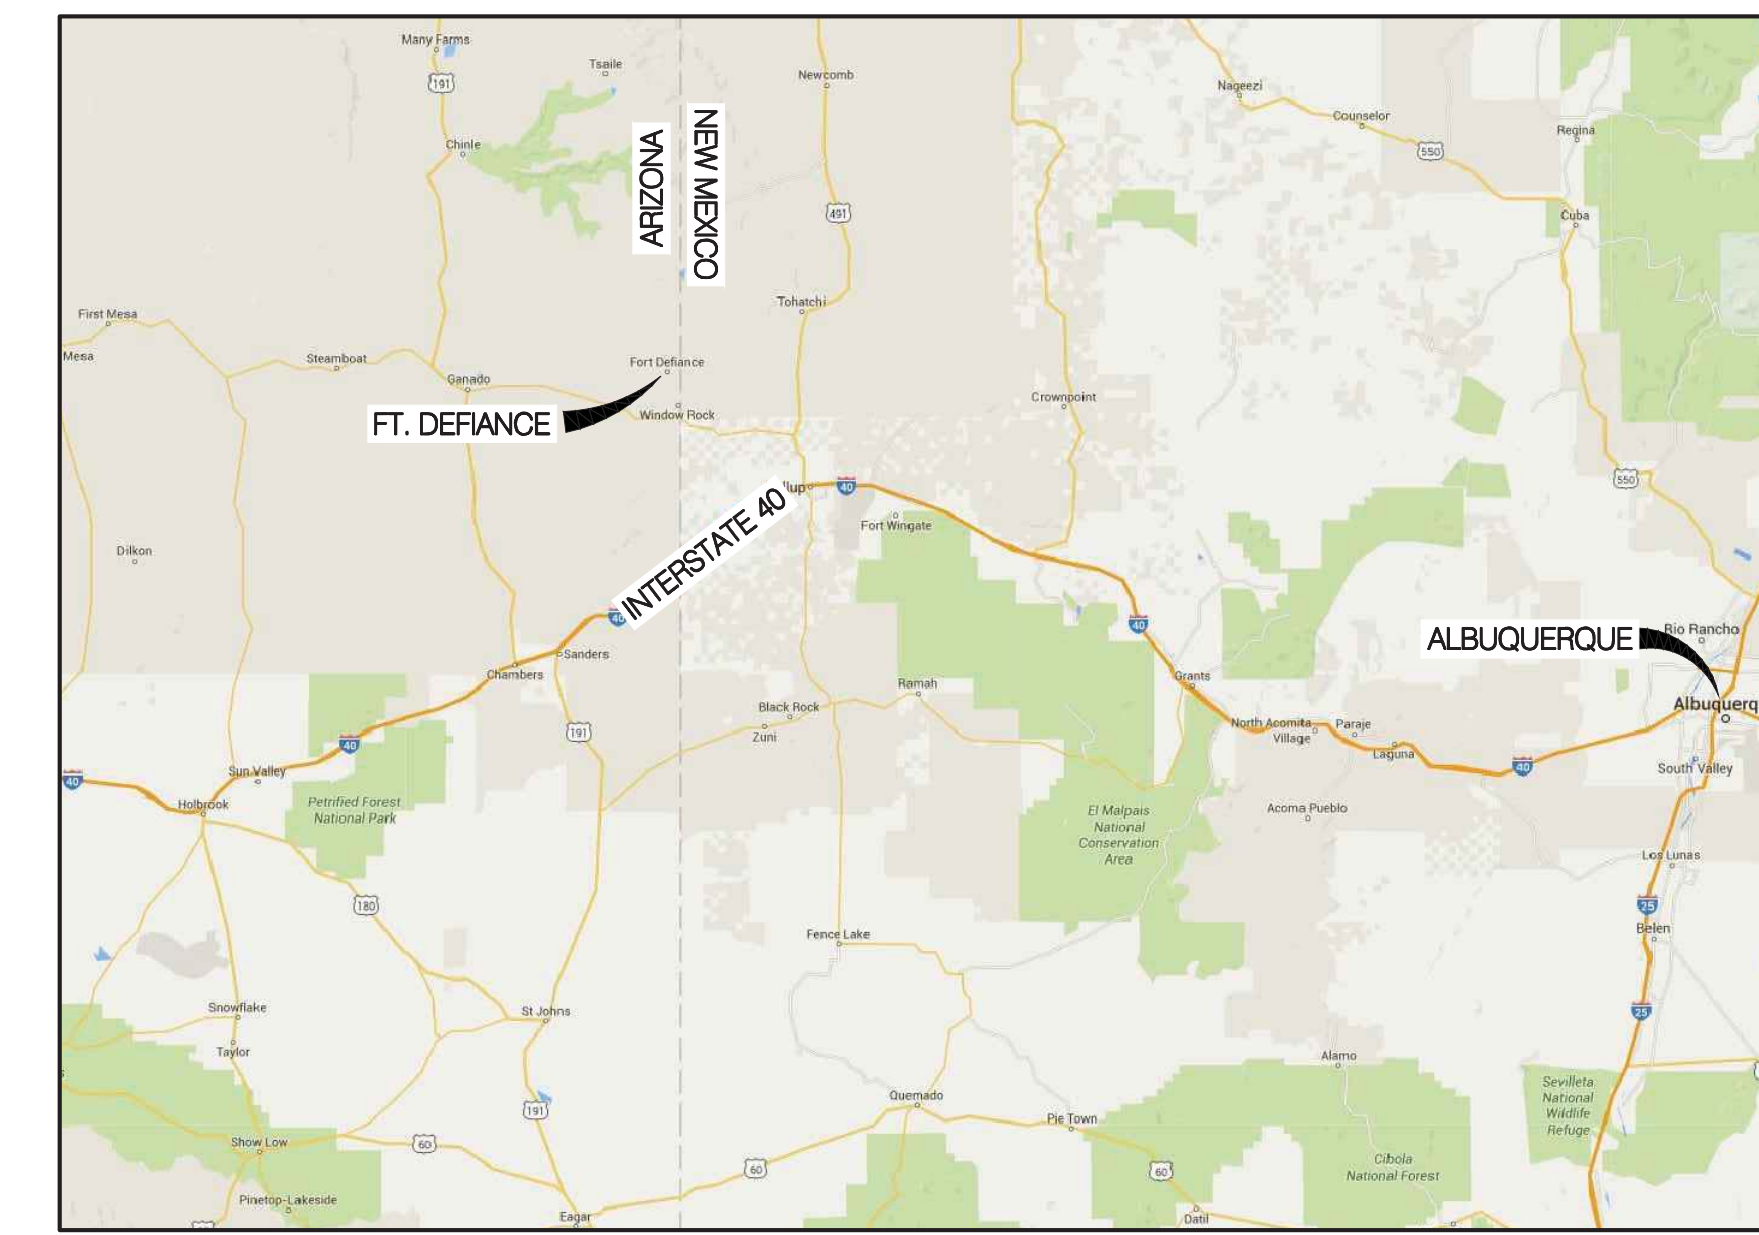 Many Farms
Tsaile
Newcomb
191
Nageezi
Counselor
Regina
550
Chinle
ARIZONA
NEW MEXICO
491
Cuba
Tohatchi
First Mesa
Mesa
Steamboat
Fort Defiance
Ganado
Window Rock
FT. DEFIANCE
Crownpoint
550
INTERSTATE 40
llup
40
Fort Wingate
Dilkon
40
40
Sanders
Chambers
ALBUQUERQUE
Rio Rancho
Grants
Ramah
Albuquerq
Black Rock
Zuni
191
North Acomita
Village
Paraje
Laguna
40
South Valley
40
40
Sun Valley
Holbrook
Petrified Forest
National Park
El Malpais
National
Conservation
Area
Acoma Pueblo
Los Lunas
180
25
Belen
Fence Lake
Snowflake
St Johns
25
Taylor
Alamo
Sevilleta
National
Wildlife
Refuge
Quemado
191
Pie Town
Show Low
60
60
60
Cibola
National Forest
Pinetop-Lakeside
Eagar
Datil